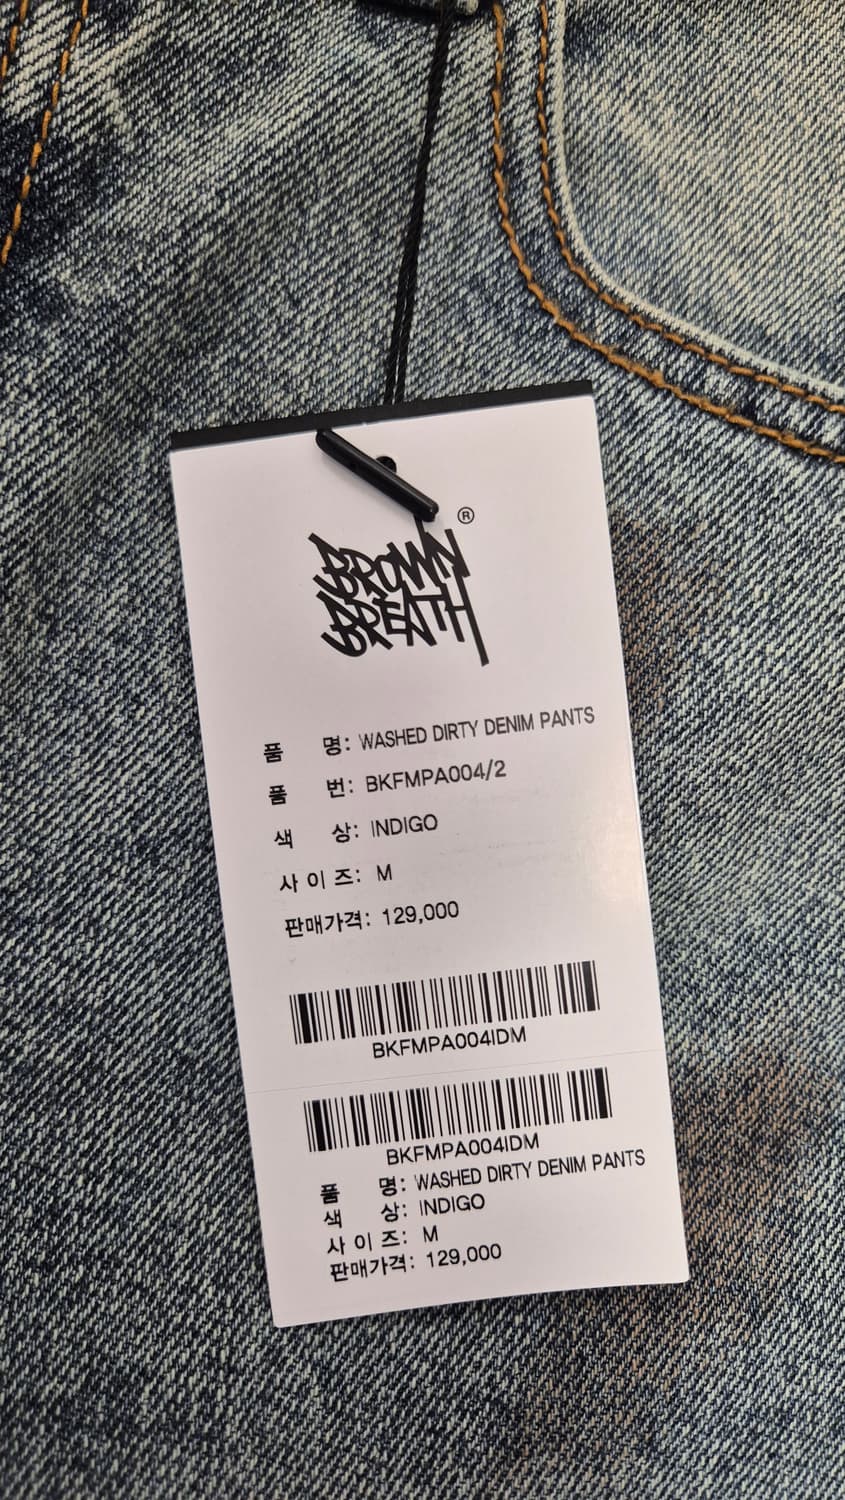 BROWN
BREATH
®
품 명: WASHED DIRTY DENIM PANTS
품 번: BKFMPA004/2
색 상: INDIGO
사 이 즈: M
판매가격: 129,000
BKFMPA004IDM
BKFMPA004IDM
품 명: WASHED DIRTY DENIM PANTS
색 상: INDIGO
사 이 즈: M
판매가격: 129,000